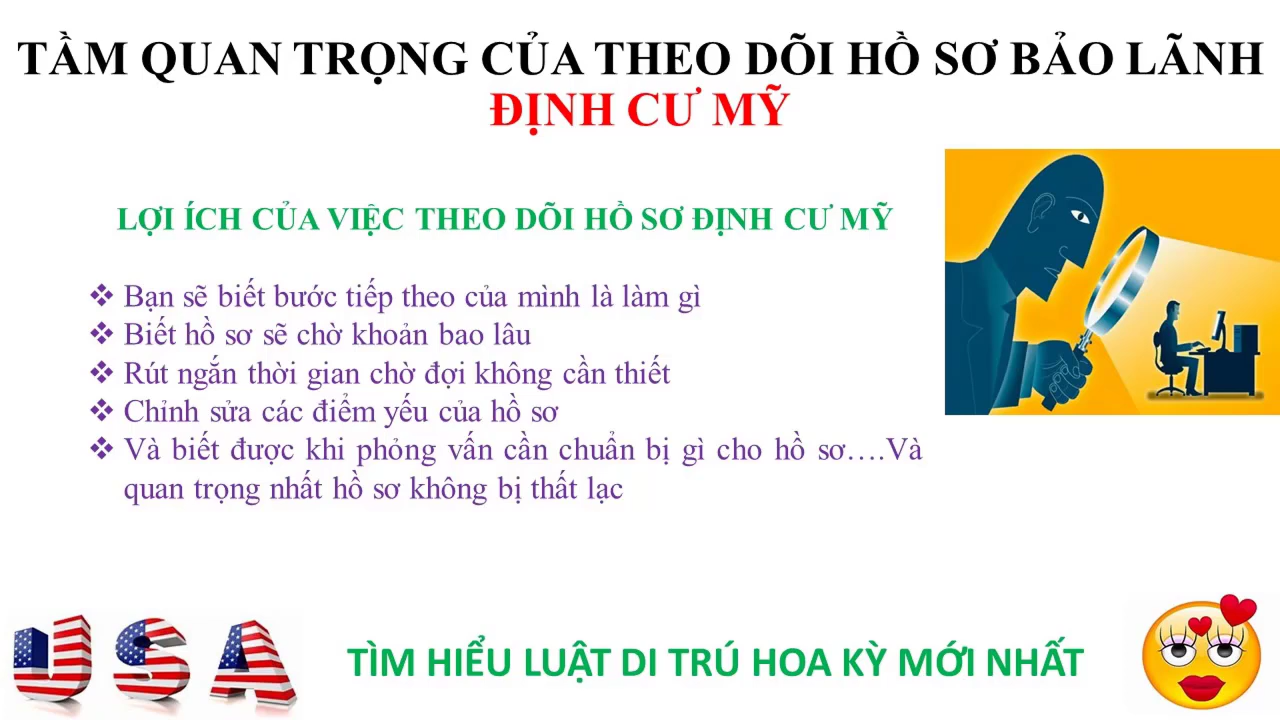 TẦM QUAN TRỌNG CỦA THEO DÕI HỒ SƠ BẢO LÃNH
ĐỊNH CƯ MỸ
LỢI ÍCH CỦA VIỆC THEO DÕI HỒ SƠ ĐỊNH CƯ MỸ
❖ Bạn sẽ biết bước tiếp theo của mình là làm gì
❖ Biết hồ sơ sẽ chờ khoản bao lâu
❖ Rút ngắn thời gian chờ đợi không cần thiết
❖ Chỉnh sửa các điểm yếu của hồ sơ
❖ Và biết được khi phỏng vấn cần chuẩn bị gì cho hồ sơ….Và
quan trọng nhất hồ sơ không bị thất lạc
USA
TÌM HIỂU LUẬT DI TRÚ HOA KỲ MỚI NHẤT